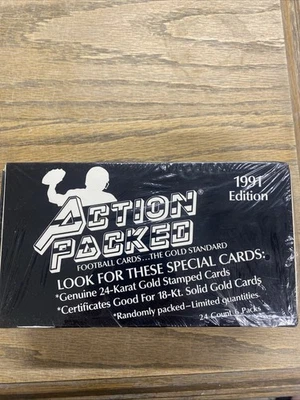 ACTION
PACKED®
1991
Edition
FOOTBALL CARDS...THE GOLD STANDARD
LOOK FOR THESE SPECIAL CARDS:
*Genuine 24-Karat Gold Stamped Cards
*Certificates Good For 18-Kt. Solid Gold Cards
*Randomly packed—Limited quantities
24 Count Packs